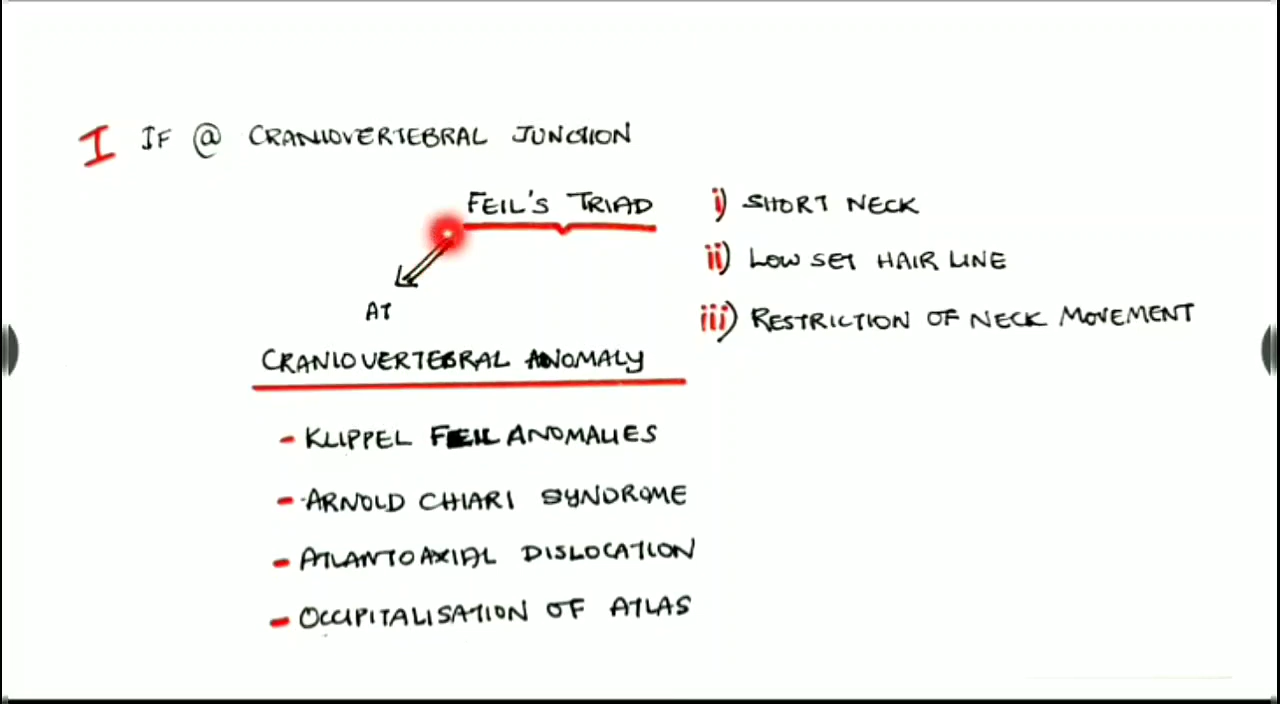 I IF @ CRANIOVERTEBRAL JUNCTION
FEIL'S TRIAD
i) SHORT NECK
ii) LOW SET HAIR LINE
iii) RESTRICTION OF NECK MOVEMENT
AT
CRANIOVERTEBRAL ANOMALY
- KLIPPEL FEIL ANOMALIES
- ARNOLD CHIARI SYNDROME
- ATLANTOAXIAL DISLOCATION
- OCCIPITALISATION OF ATLAS